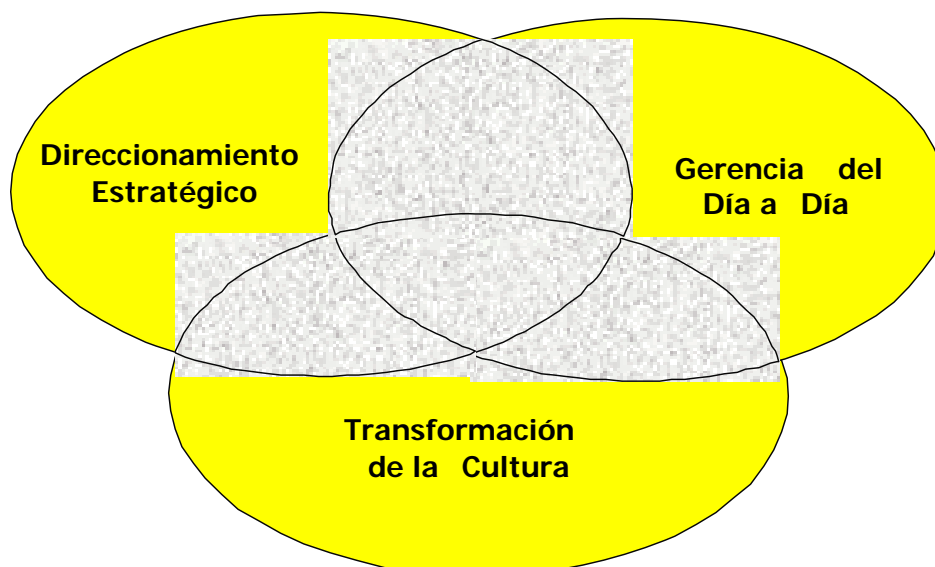 Direccionamiento
Estratégico
Gerencia del
Día a Día
Transformación
de la Cultura